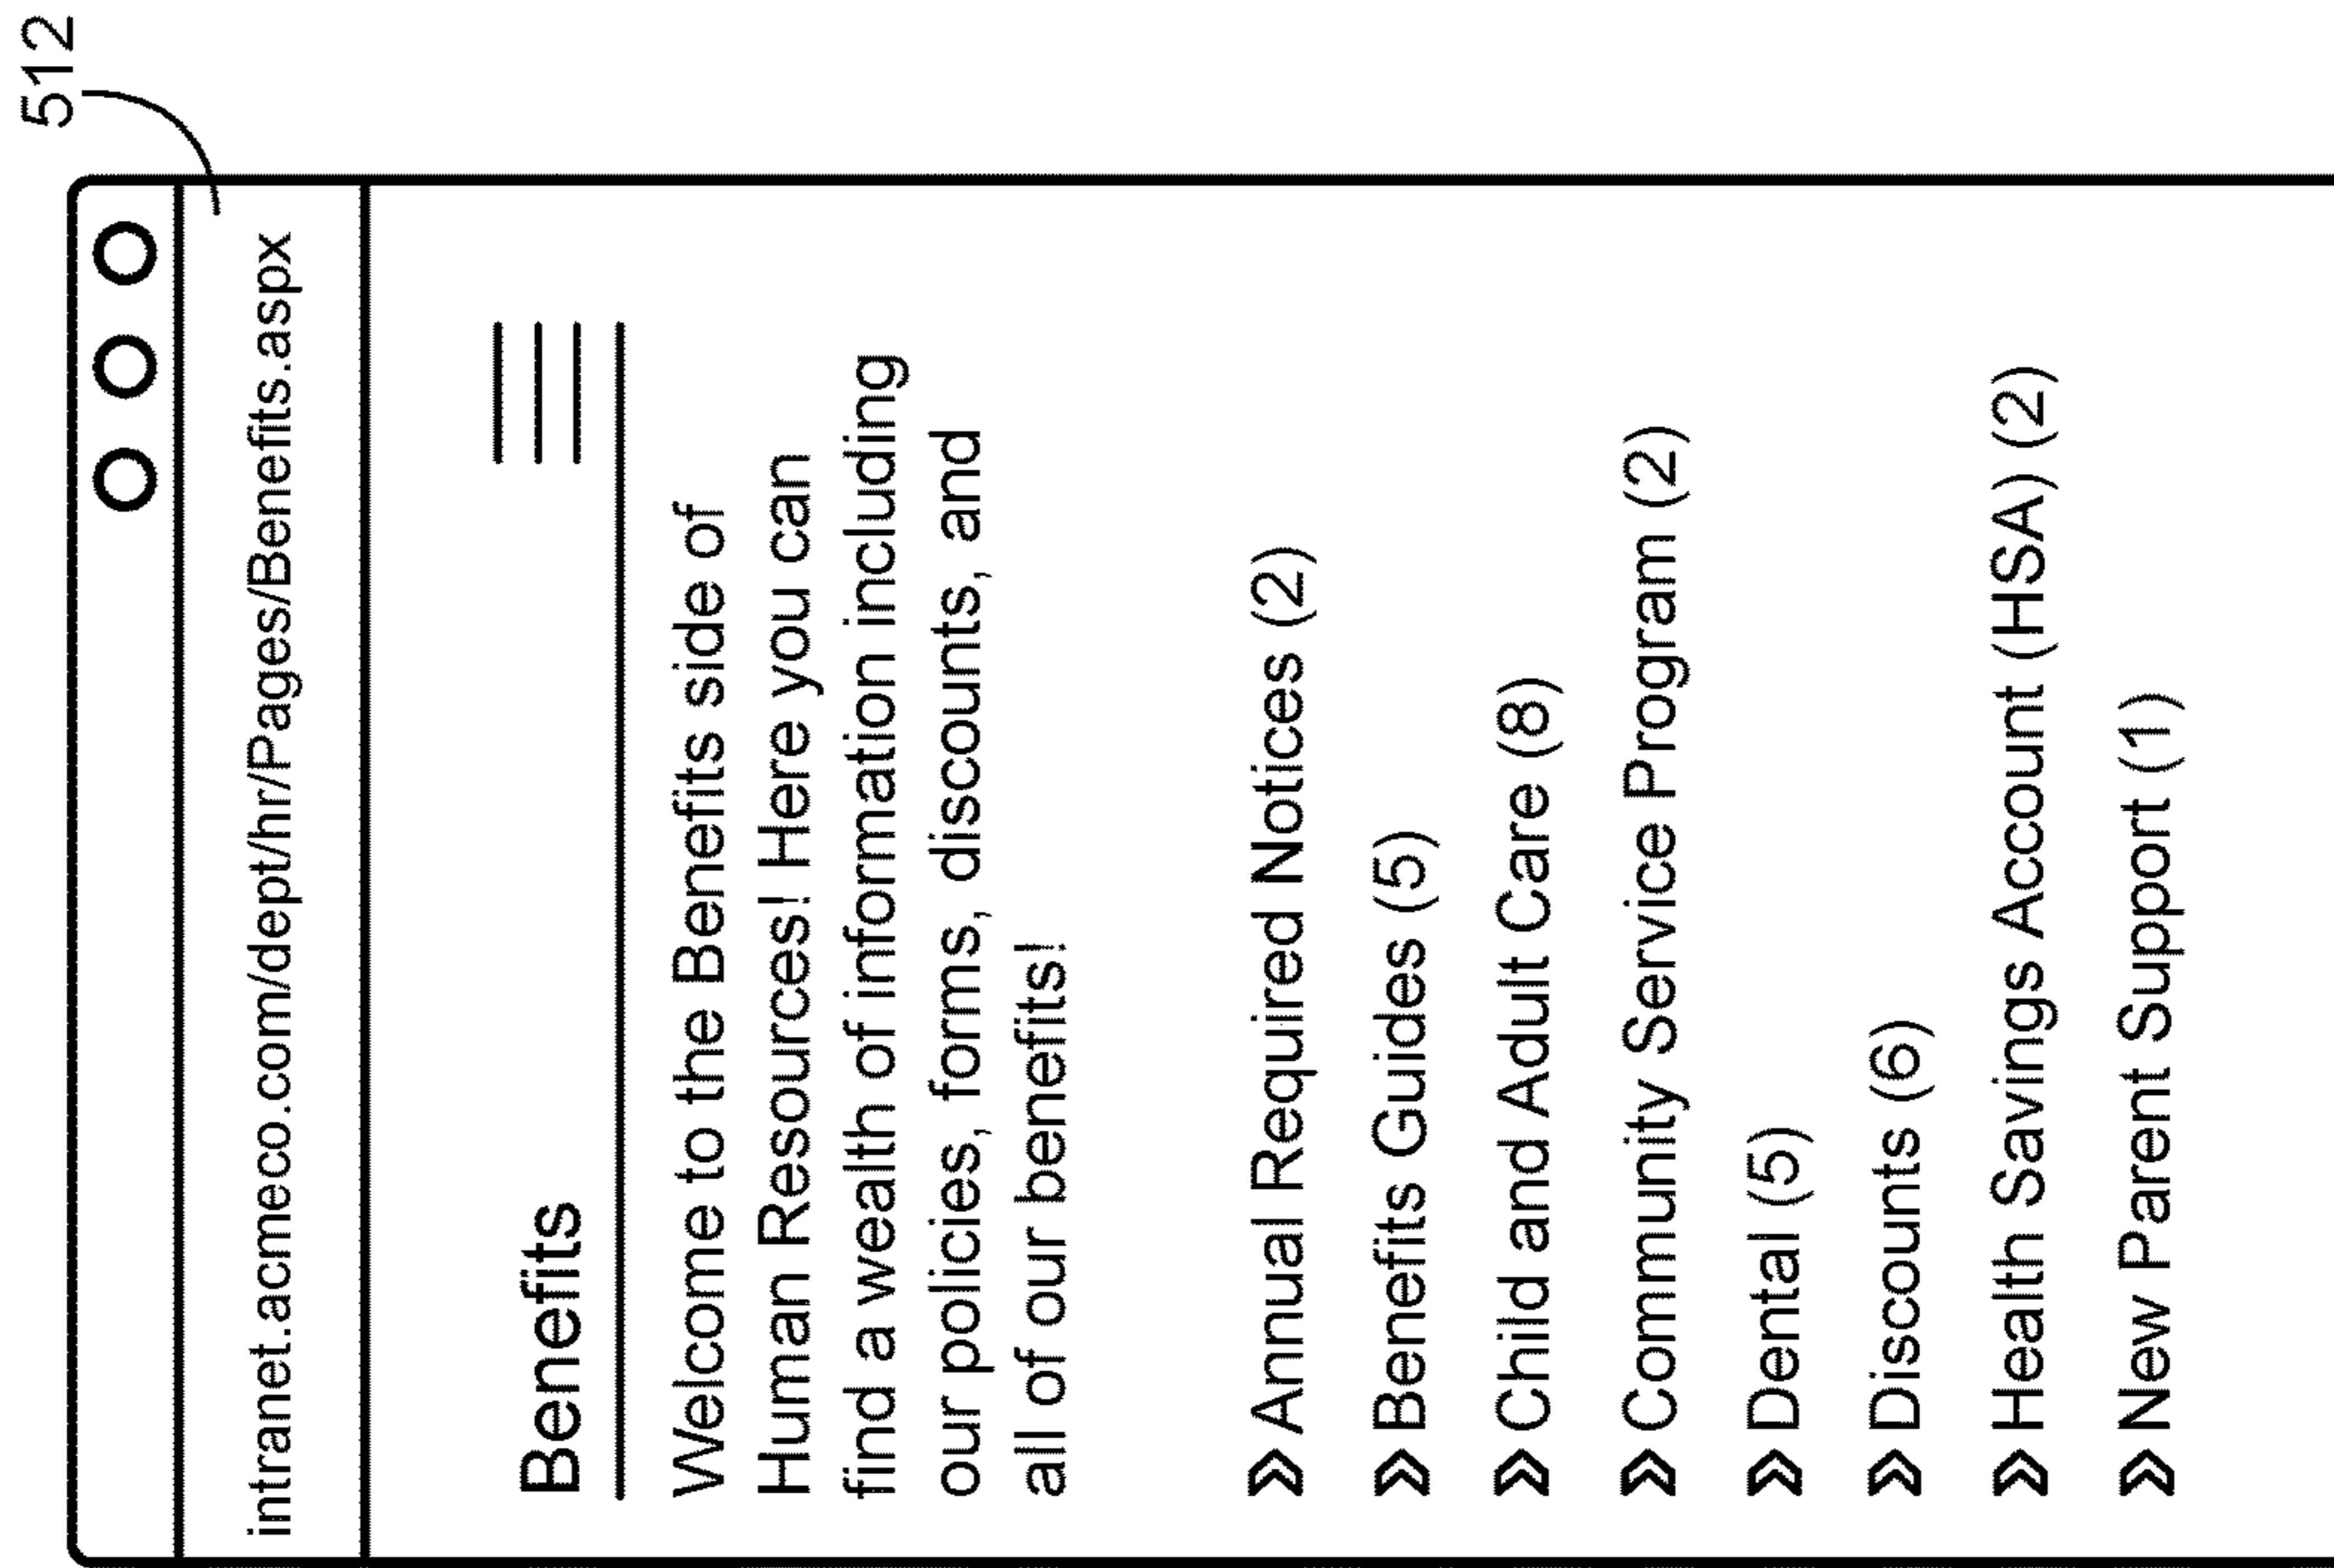 512
intranet.acmeco.com/dept/hr/Pages/Benefits.aspx
Benefits
Welcome to the Benefits side of
Human Resources! Here you can
find a wealth of information including
our policies, forms, discounts, and
all of our benefits!
» Annual Required Notices (2)
» Benefits Guides (5)
» Child and Adult Care (8)
» Community Service Program (2)
» Dental (5)
» Discounts (6)
» Health Savings Account (HSA) (2)
» New Parent Support (1)